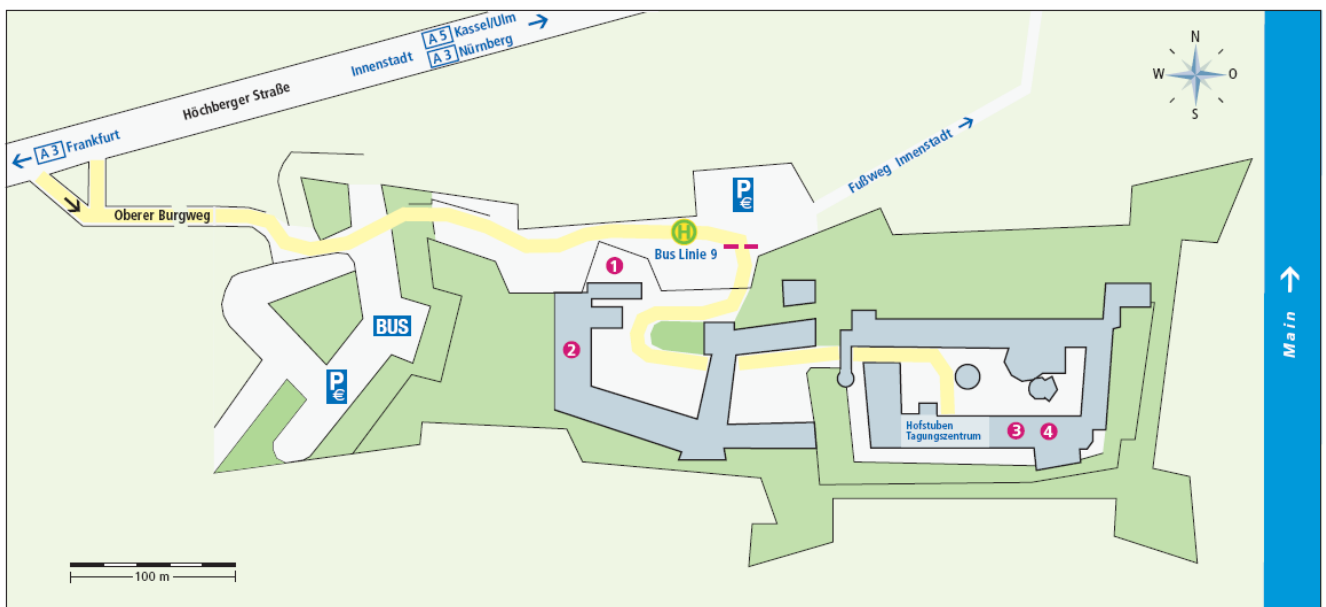 A 5 Kassel/Ulm →
Innenstadt A 3 Nürnberg
Höchberger Straße
← A 3 Frankfurt
Oberer Burgweg
N
W O
S
Fußweg Innenstadt →
P
€
H
Bus Linie 9
1
BUS
2
P
€
Main →
Hofstuben
Tagungszentrum
3 4
100 m